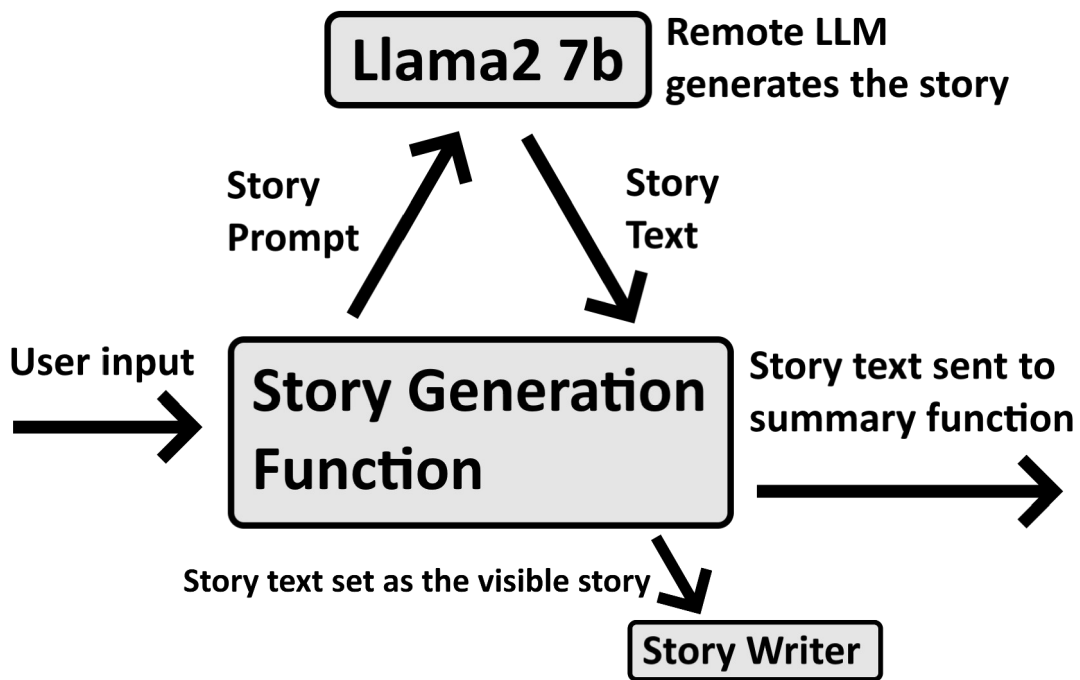 Llama2 7b
Remote LLM
generates the story
Story
Prompt
Story
Text
User input
Story Generation
Function
Story text sent to
summary function
Story text set as the visible story
Story Writer